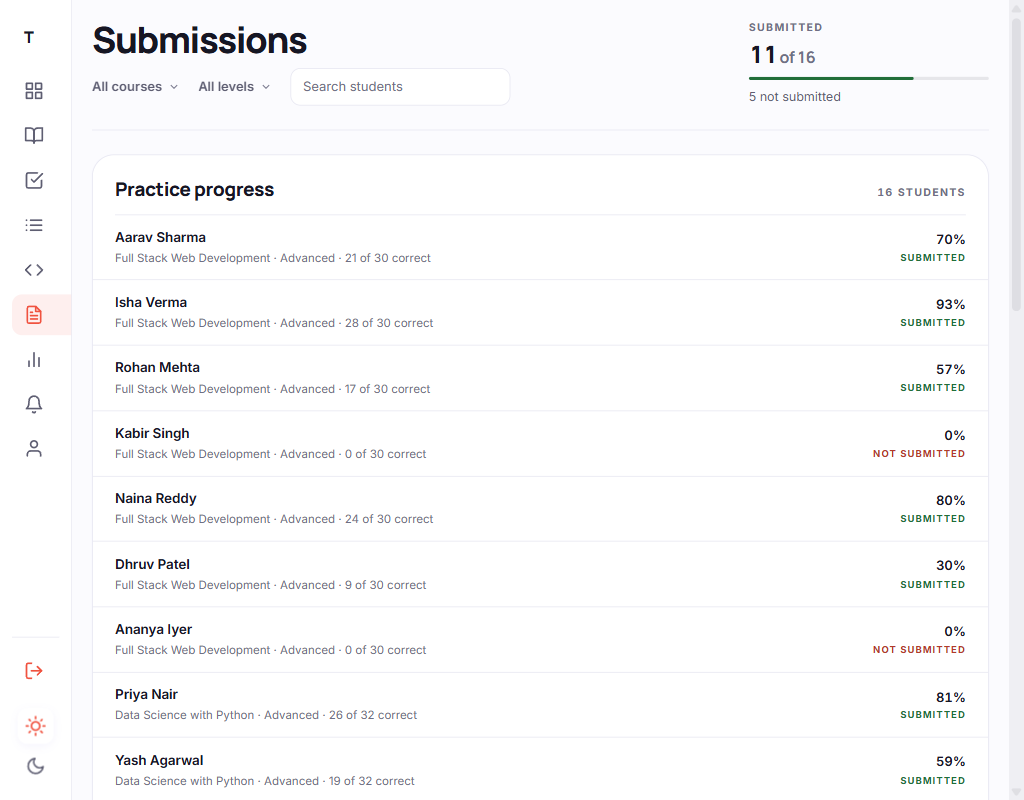 T
Submissions
All courses
All levels
Search students
SUBMITTED
11 of 16
5 not submitted
Practice progress
16 STUDENTS
Aarav Sharma
Full Stack Web Development · Advanced · 21 of 30 correct
70%
SUBMITTED
Isha Verma
Full Stack Web Development · Advanced · 28 of 30 correct
93%
SUBMITTED
Rohan Mehta
Full Stack Web Development · Advanced · 17 of 30 correct
57%
SUBMITTED
Kabir Singh
Full Stack Web Development · Advanced · 0 of 30 correct
0%
NOT SUBMITTED
Naina Reddy
Full Stack Web Development · Advanced · 24 of 30 correct
80%
SUBMITTED
Dhruv Patel
Full Stack Web Development · Advanced · 9 of 30 correct
30%
SUBMITTED
Ananya Iyer
Full Stack Web Development · Advanced · 0 of 30 correct
0%
NOT SUBMITTED
Priya Nair
Data Science with Python · Advanced · 26 of 32 correct
81%
SUBMITTED
Yash Agarwal
Data Science with Python · Advanced · 19 of 32 correct
59%
SUBMITTED